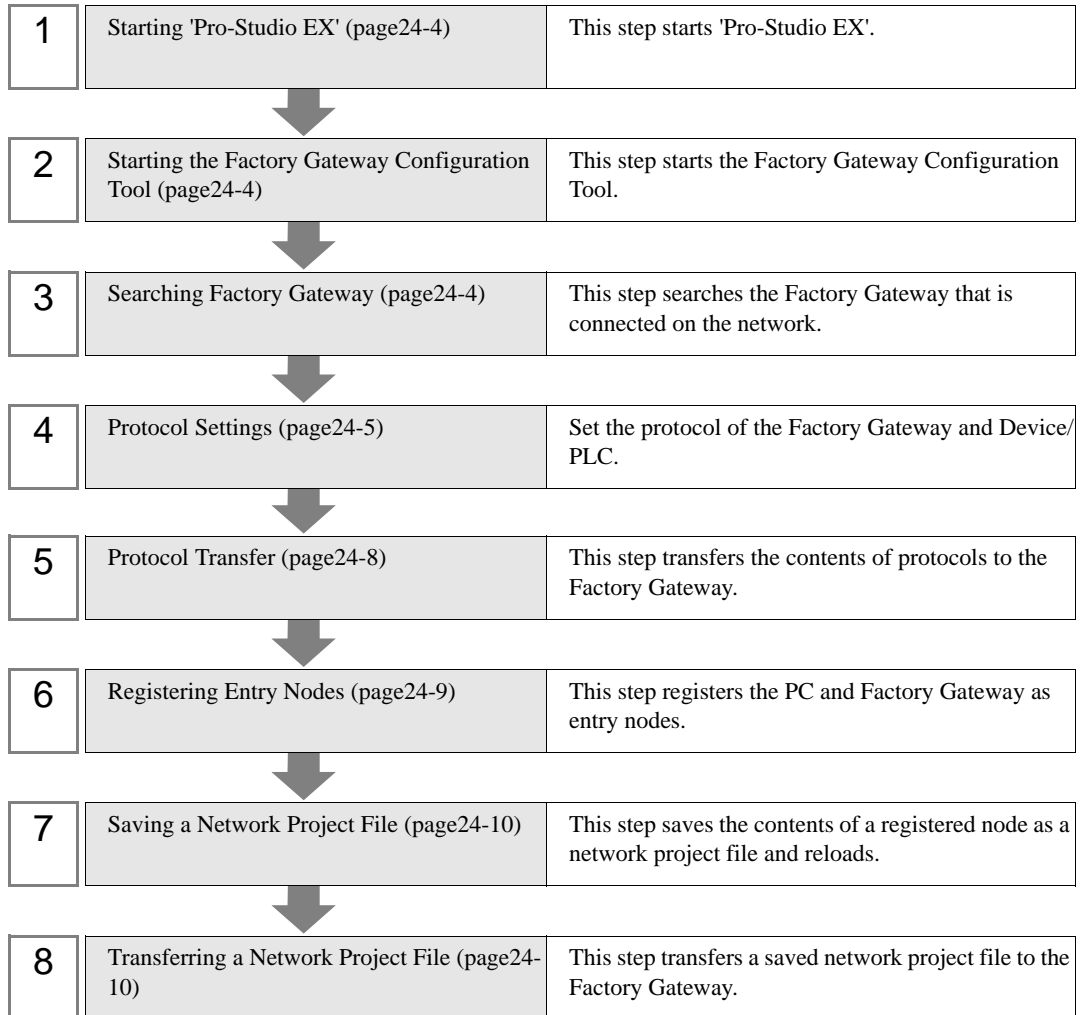 1
Starting 'Pro-Studio EX' (page24-4)
This step starts 'Pro-Studio EX'.
2
Starting the Factory Gateway Configuration
Tool (page24-4)
This step starts the Factory Gateway Configuration
Tool.
3
Searching Factory Gateway (page24-4)
This step searches the Factory Gateway that is
connected on the network.
4
Protocol Settings (page24-5)
Set the protocol of the Factory Gateway and Device/
PLC.
5
Protocol Transfer (page24-8)
This step transfers the contents of protocols to the
Factory Gateway.
6
Registering Entry Nodes (page24-9)
This step registers the PC and Factory Gateway as
entry nodes.
7
Saving a Network Project File (page24-10)
This step saves the contents of a registered node as a
network project file and reloads.
8
Transferring a Network Project File (page24-
10)
This step transfers a saved network project file to the
Factory Gateway.